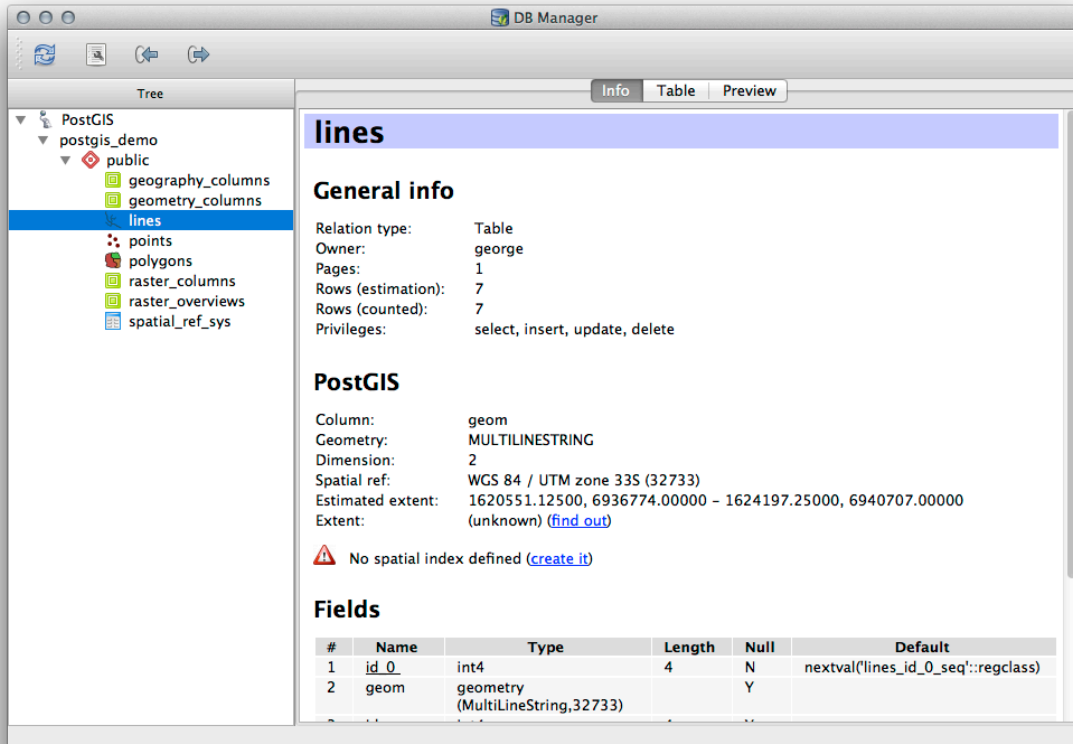 DB Manager
Tree
Info Table Preview
PostGIS
postgis_demo
public
geography_columns
geometry_columns
lines
points
polygons
raster_columns
raster_overviews
spatial_ref_sys
lines
General info
Relation type: Table
Owner: george
Pages: 1
Rows (estimation): 7
Rows (counted): 7
Privileges: select, insert, update, delete
PostGIS
Column: geom
Geometry: MULTILINESTRING
Dimension: 2
Spatial ref: WGS 84 / UTM zone 33S (32733)
Estimated extent: 1620551.12500, 6936774.00000 - 1624197.25000, 6940707.00000
Extent: (unknown) (find out)
No spatial index defined (create it)
Fields
# Name Type Length Null Default
1 id_0 int4 4 N nextval('lines_id_0_seq'::regclass)
2 geom geometry Y
(MultiLineString,32733)